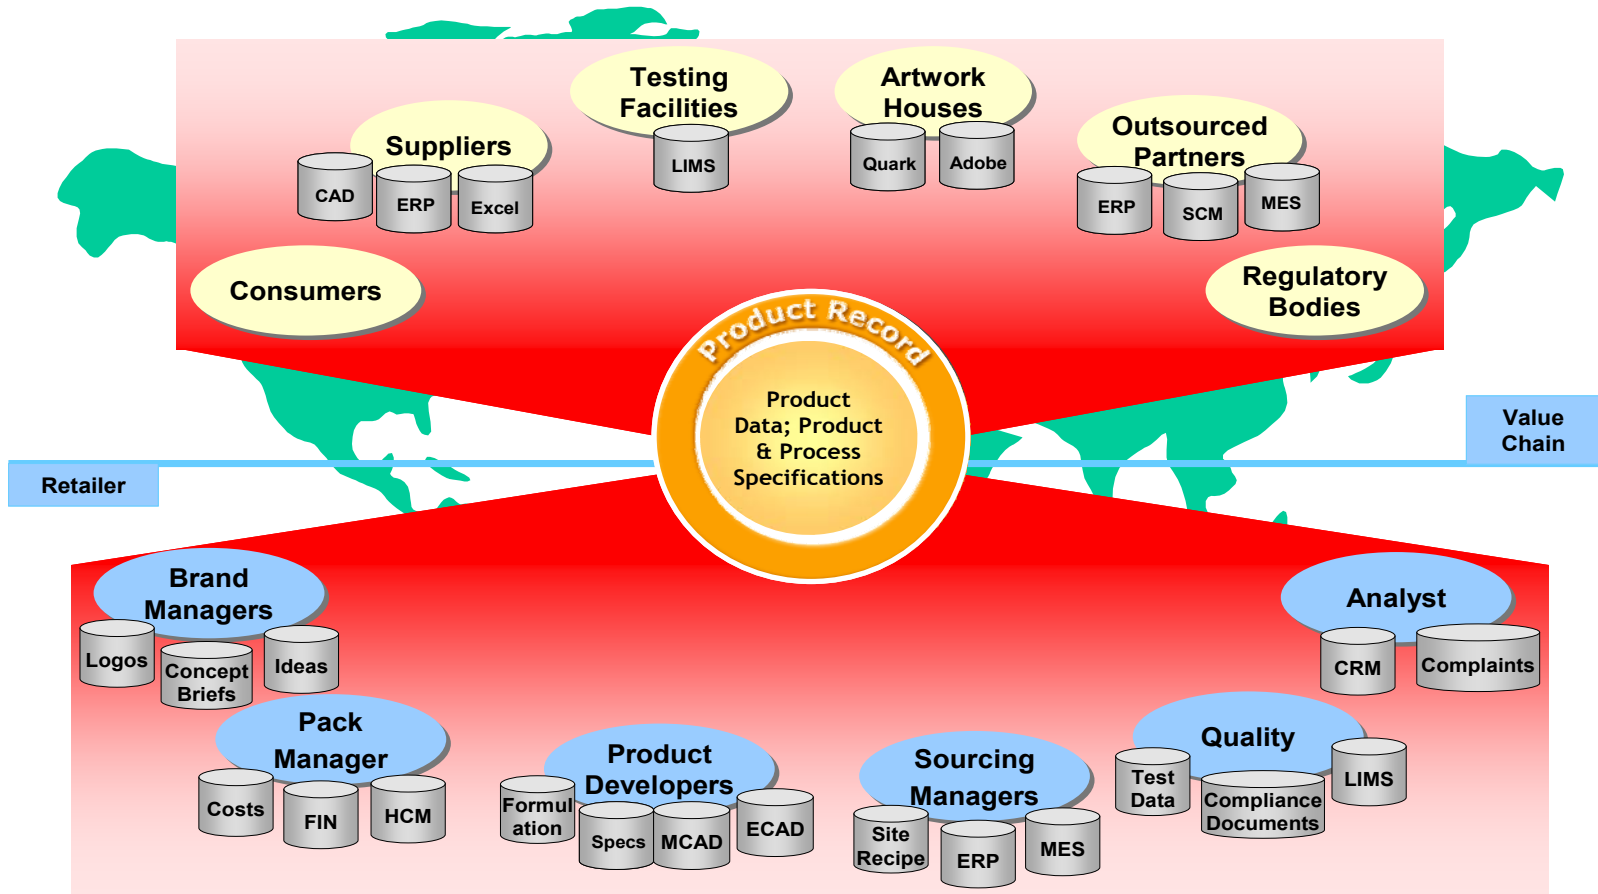 Testing
Facilities
LIMS
Artwork
Houses
Quark
Adobe
Suppliers
CAD
ERP
Excel
Outsourced
Partners
ERP
SCM
MES
Consumers
Regulatory
Bodies
Product Record
Product
Data; Product
& Process
Specifications
Value
Chain
Retailer
Brand
Managers
Logos
Concept
Briefs
Ideas
Analyst
CRM
Complaints
Pack
Manager
Costs
FIN
HCM
Product
Developers
Formul
ation
Specs
MCAD
ECAD
Sourcing
Managers
Site
Recipe
ERP
MES
Quality
Test
Data
Compliance
Documents
LIMS